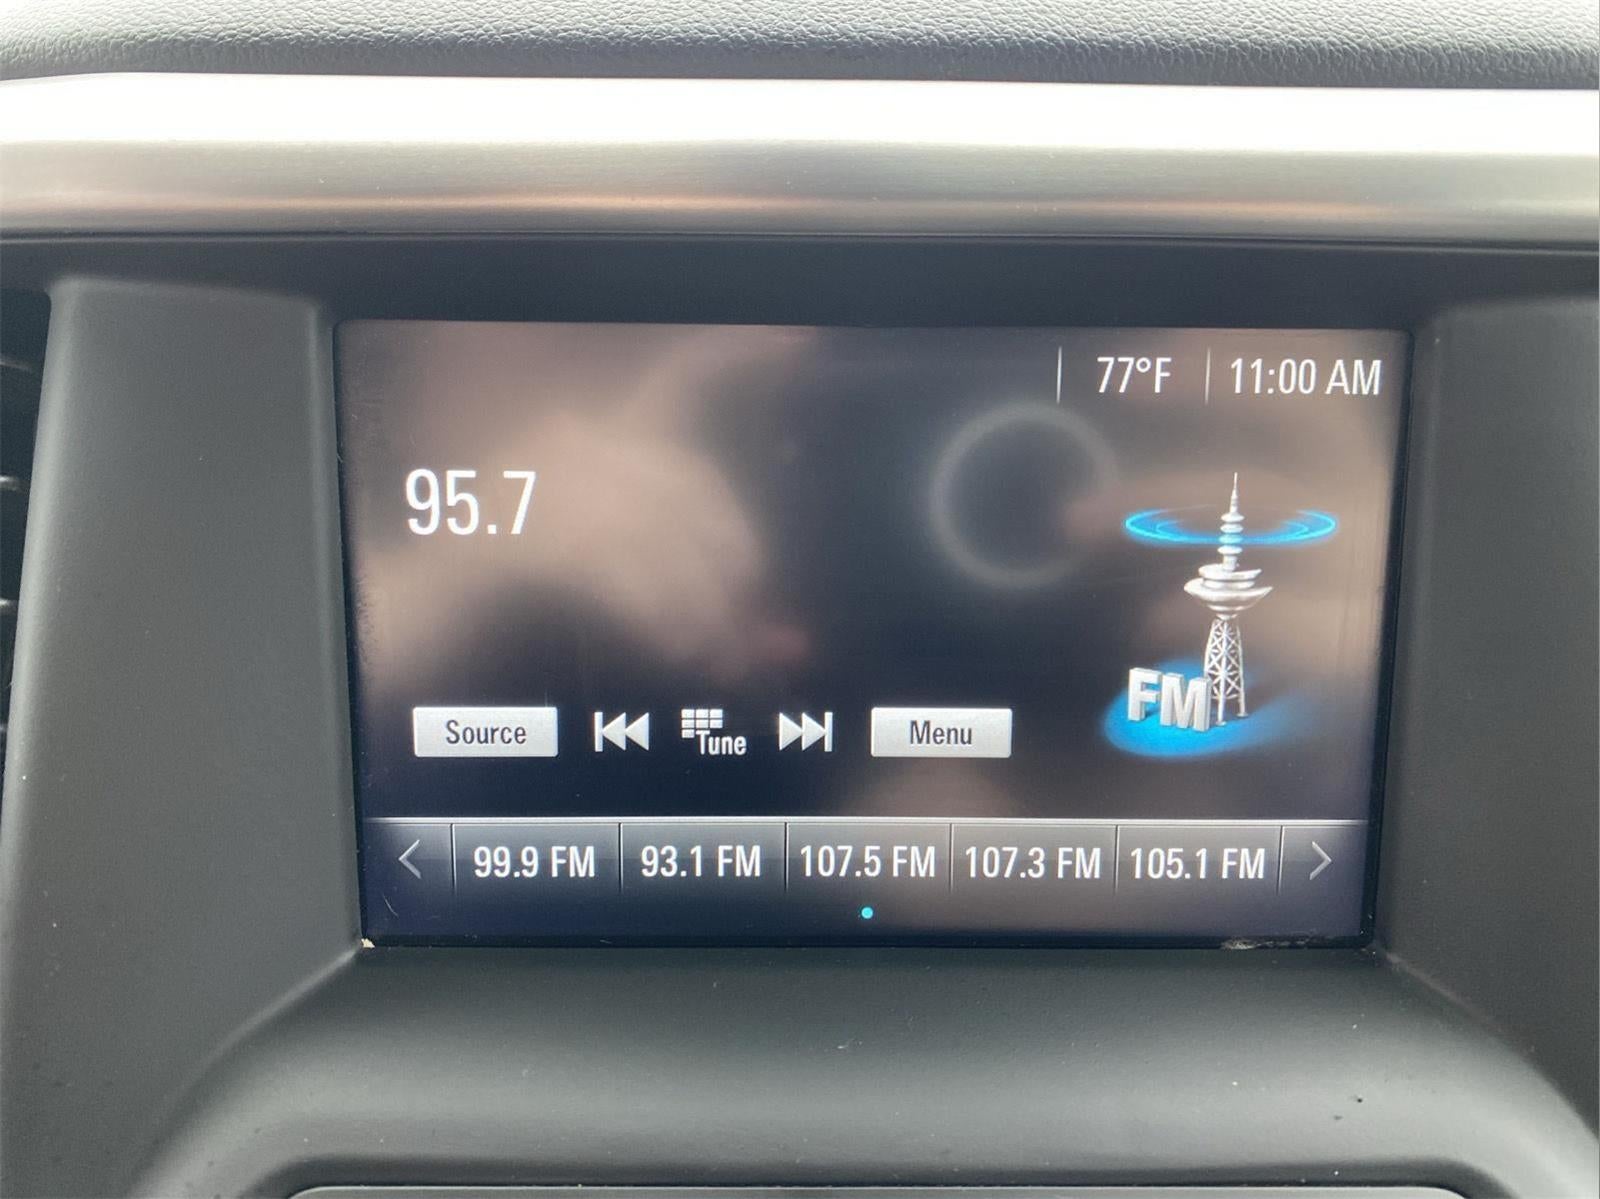 77°F 11:00 AM
95.7
Source Tune Menu
FM
99.9 FM 93.1 FM 107.5 FM 107.3 FM 105.1 FM